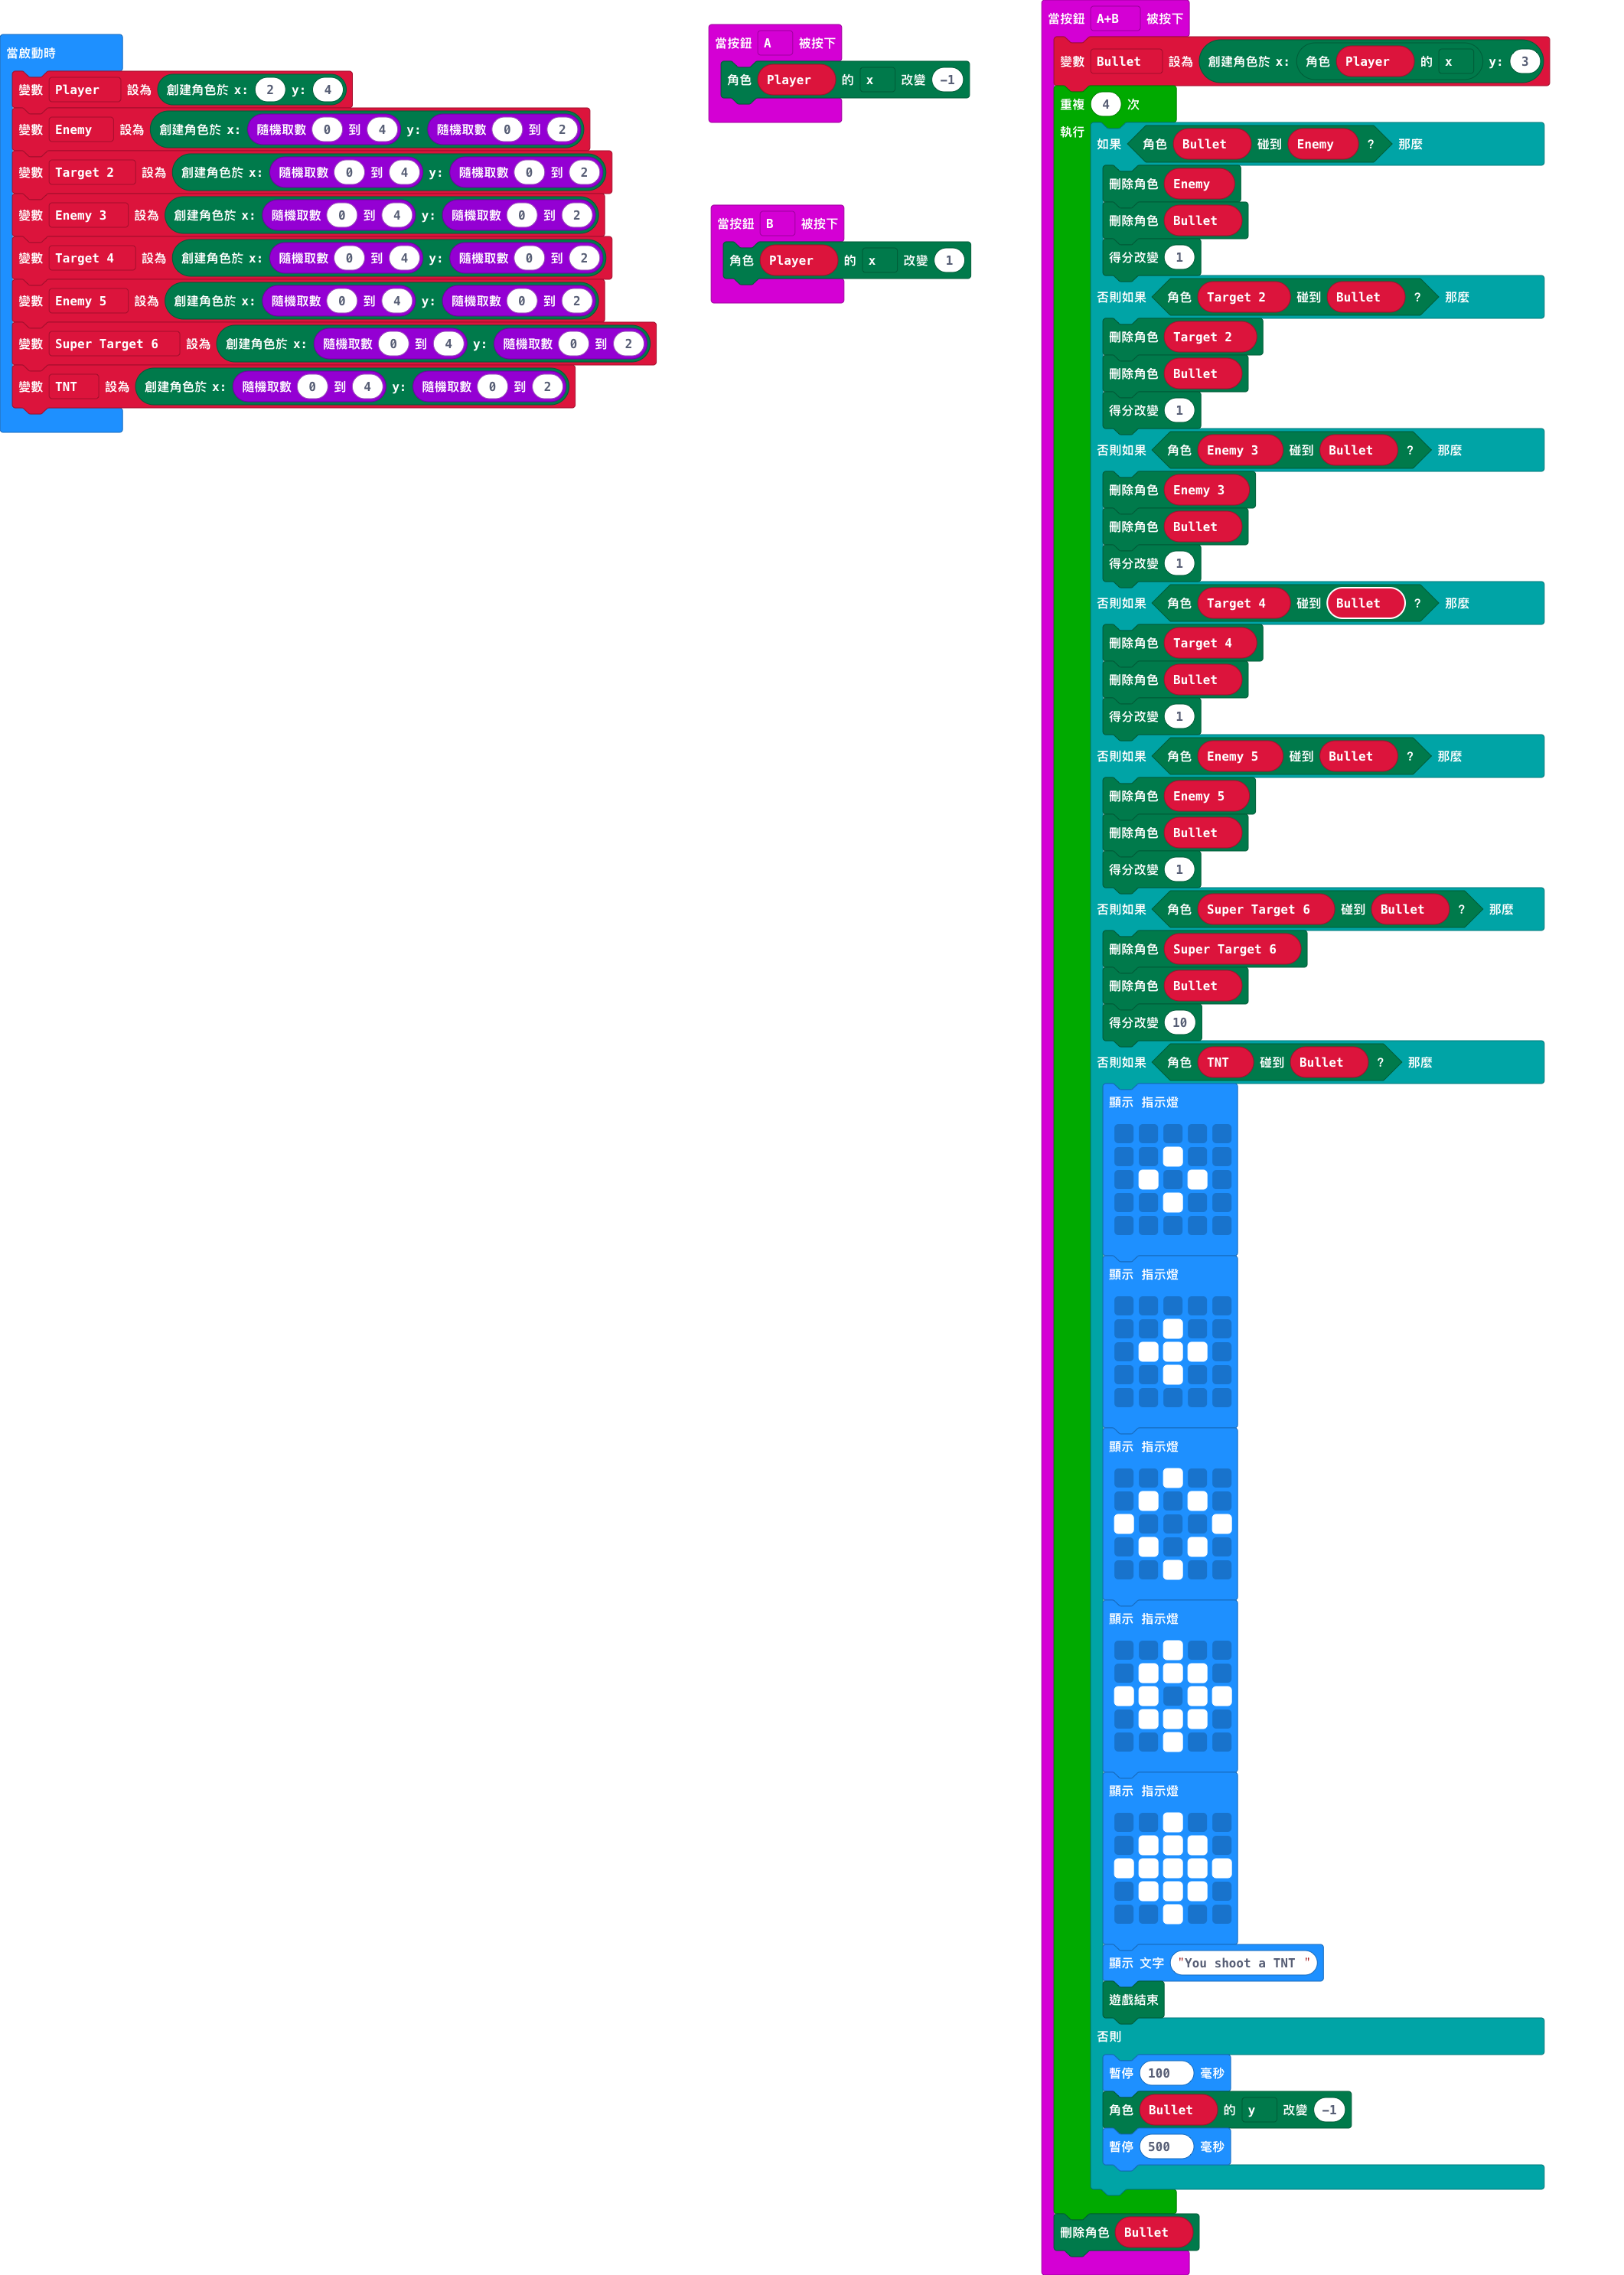 當啟動時
變數 Player 設為 創建角色於 x: 2 y: 4
變數 Enemy 設為 創建角色於 x: 隨機取數 0 到 4 y: 隨機取數 0 到 2
變數 Target 2 設為 創建角色於 x: 隨機取數 0 到 4 y: 隨機取數 0 到 2
變數 Enemy 3 設為 創建角色於 x: 隨機取數 0 到 4 y: 隨機取數 0 到 2
變數 Target 4 設為 創建角色於 x: 隨機取數 0 到 4 y: 隨機取數 0 到 2
變數 Enemy 5 設為 創建角色於 x: 隨機取數 0 到 4 y: 隨機取數 0 到 2
變數 Super Target 6 設為 創建角色於 x: 隨機取數 0 到 4 y: 隨機取數 0 到 2
變數 TNT 設為 創建角色於 x: 隨機取數 0 到 4 y: 隨機取數 0 到 2
當按鈕 A 被按下
角色 Player 的 x 改變 -1
當按鈕 B 被按下
角色 Player 的 x 改變 1
當按鈕 A+B 被按下
變數 Bullet 設為 創建角色於 x: 角色 Player 的 x y: 3
重複 4 次
執行
如果 角色 Bullet 碰到 Enemy ? 那麼
刪除角色 Enemy
刪除角色 Bullet
得分改變 1
否則如果 角色 Target 2 碰到 Bullet ? 那麼
刪除角色 Target 2
刪除角色 Bullet
得分改變 1
否則如果 角色 Enemy 3 碰到 Bullet ? 那麼
刪除角色 Enemy 3
刪除角色 Bullet
得分改變 1
否則如果 角色 Target 4 碰到 Bullet ? 那麼
刪除角色 Target 4
刪除角色 Bullet
得分改變 1
否則如果 角色 Enemy 5 碰到 Bullet ? 那麼
刪除角色 Enemy 5
刪除角色 Bullet
得分改變 1
否則如果 角色 Super Target 6 碰到 Bullet ? 那麼
刪除角色 Super Target 6
刪除角色 Bullet
得分改變 10
否則如果 角色 TNT 碰到 Bullet ? 那麼
顯示 指示燈
顯示 指示燈
顯示 指示燈
顯示 指示燈
顯示 指示燈
顯示 文字 "You shoot a TNT "
遊戲結束
否則
暫停 100 毫秒
角色 Bullet 的 y 改變 -1
暫停 500 毫秒
刪除角色 Bullet